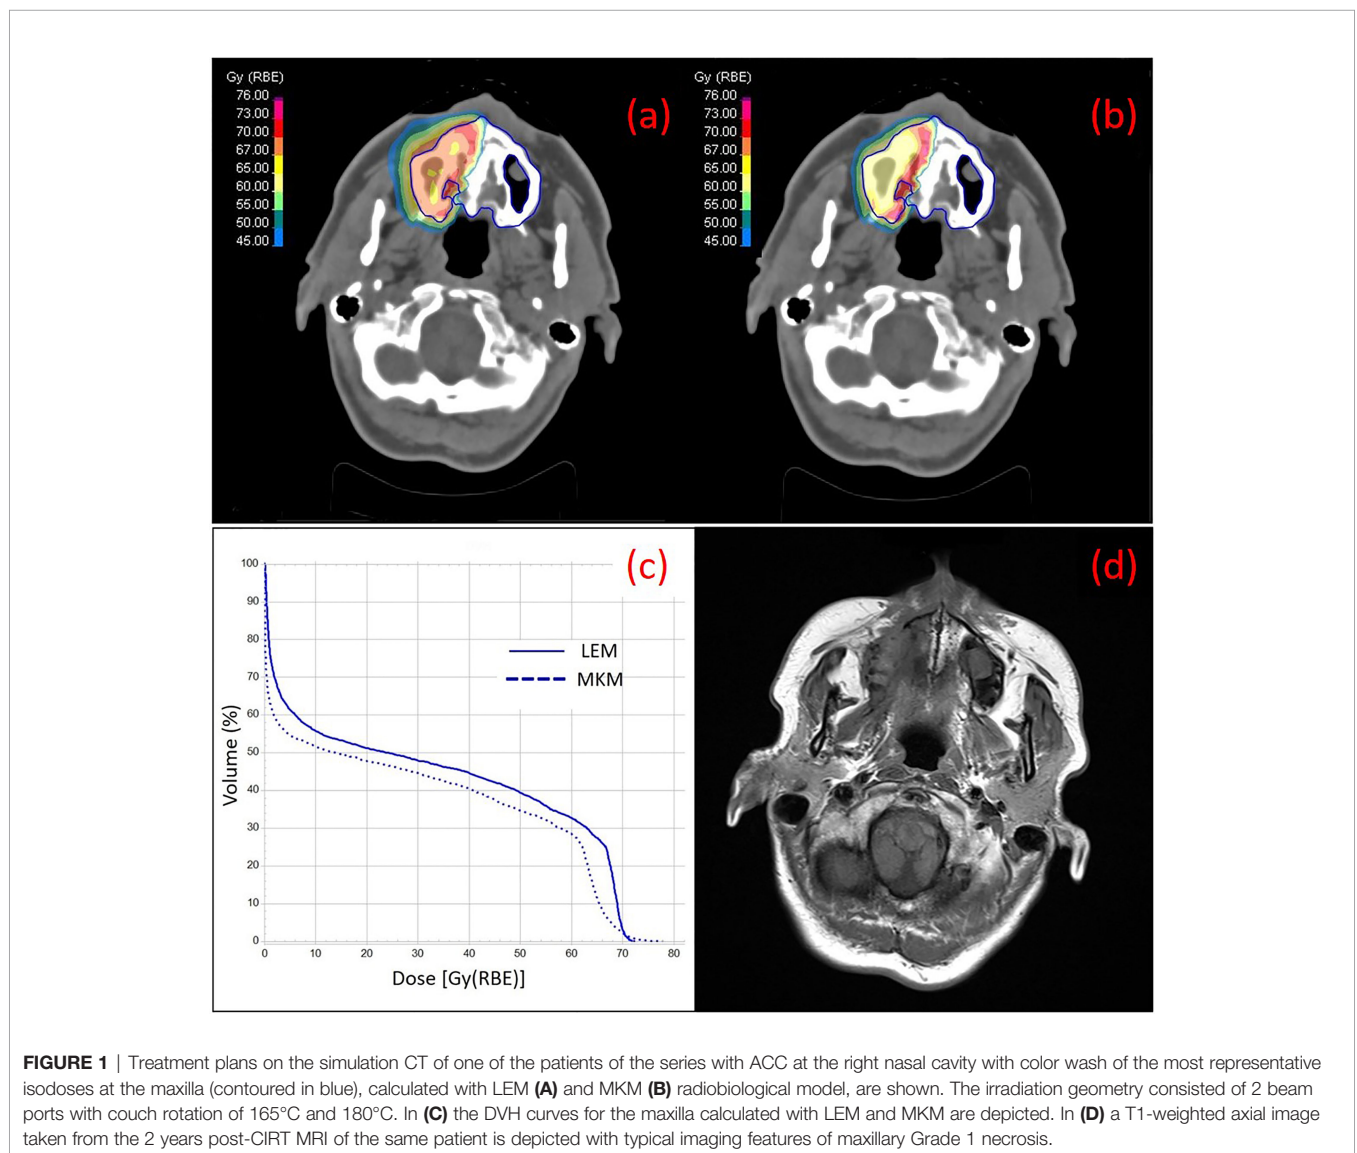 Gy (RBE)
76.00
73.00
70.00
67.00
65.00
60.00
55.00
50.00
45.00
(a)
Gy (RBE)
76.00
73.00
70.00
67.00
65.00
60.00
55.00
50.00
45.00
(b)
(c)
100
90
80
70
60
50
40
30
20
10
0
Volume (%)
LEM
MKM
0 10 20 30 40 50 60 70 80
Dose [Gy(RBE)]
(d)
FIGURE 1 | Treatment plans on the simulation CT of one of the patients of the series with ACC at the right nasal cavity with color wash of the most representative
isodoses at the maxilla (contoured in blue), calculated with LEM (A) and MKM (B) radiobiological model, are shown. The irradiation geometry consisted of 2 beam
ports with couch rotation of 165°C and 180°C. In (C) the DVH curves for the maxilla calculated with LEM and MKM are depicted. In (D) a T1-weighted axial image
taken from the 2 years post-CIRT MRI of the same patient is depicted with typical imaging features of maxillary Grade 1 necrosis.